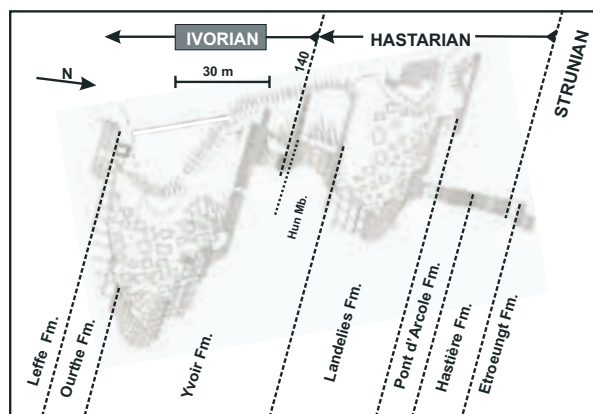 IVORIAN
HASTARIAN
STRUNIAN
140
N
30 m
Hun Mb.
Leffe Fm.
Ourthe Fm.
Yvoir Fm.
Landelies Fm.
Pont d'Arcole Fm.
Hastière Fm.
Etroeungt Fm.